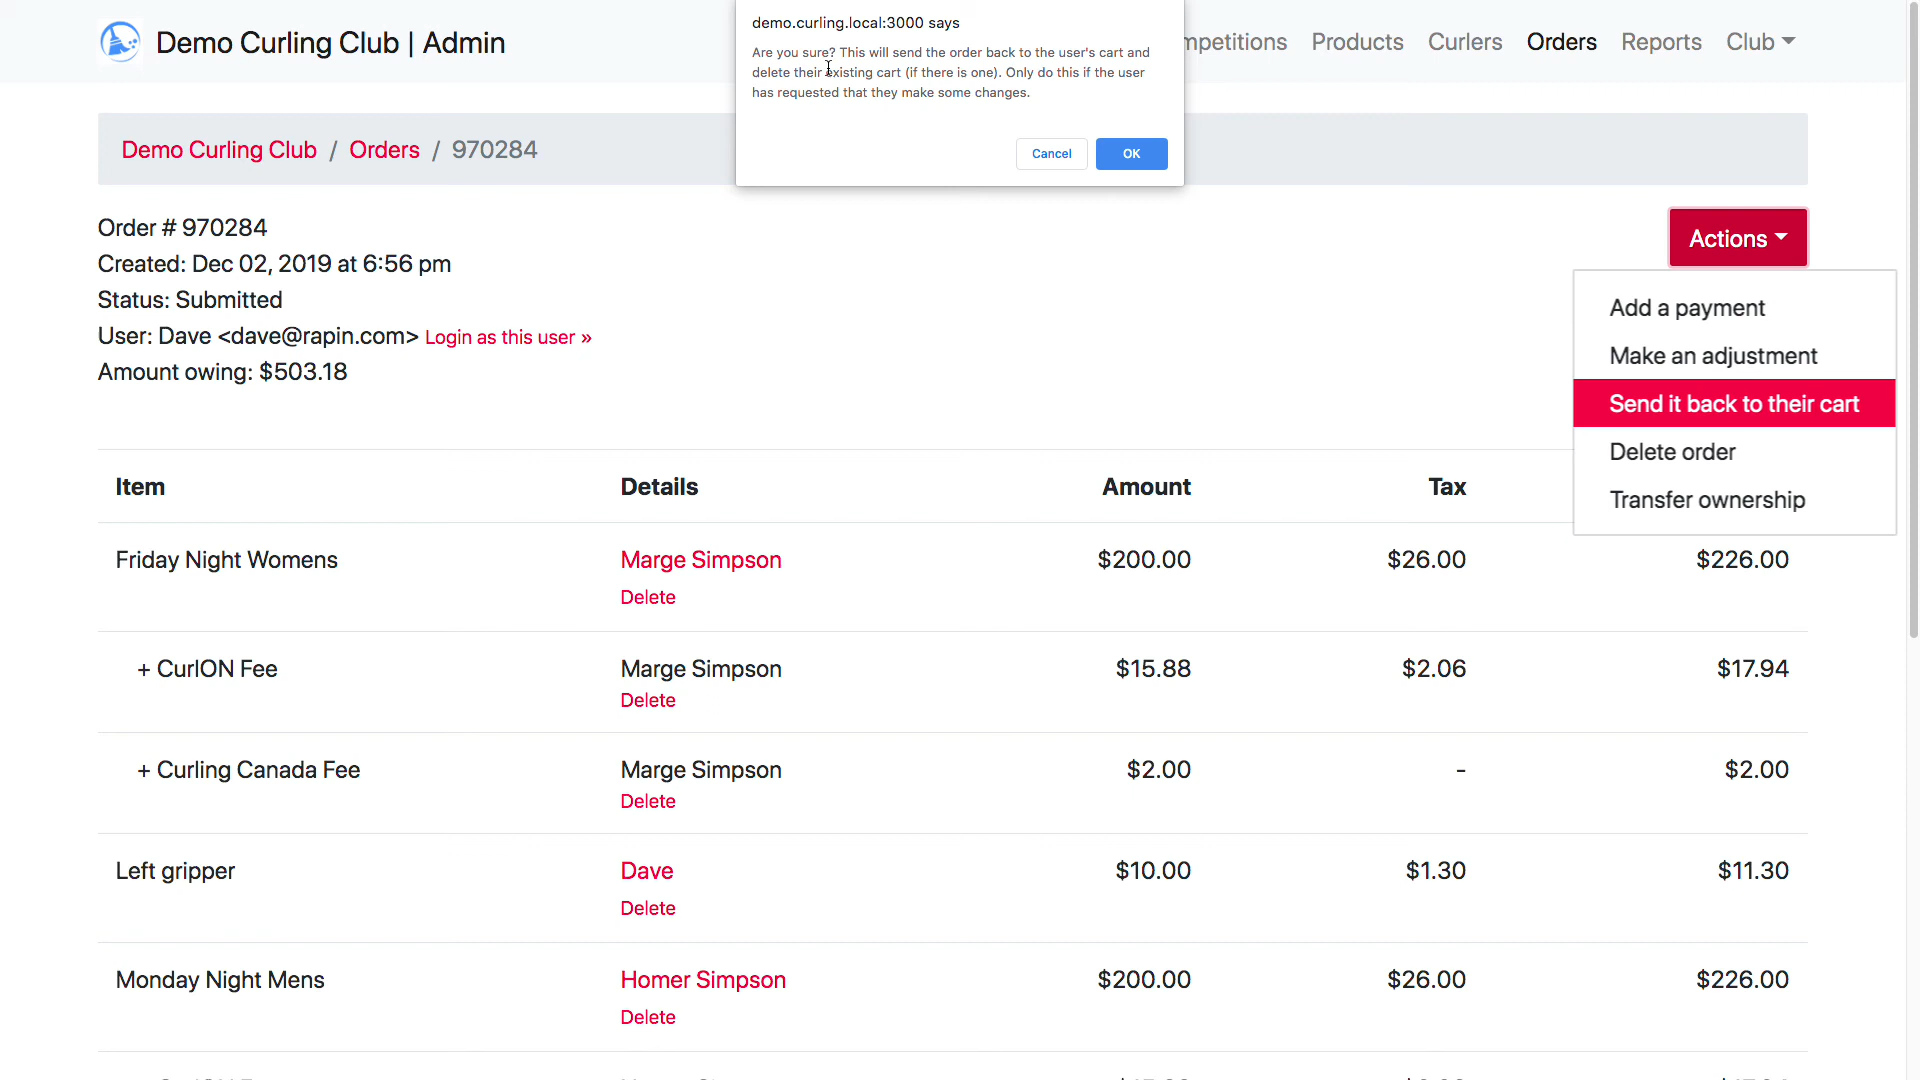 Demo Curling Club | Admin
mpetitions Products Curlers Orders Reports Club
demo.curling.local:3000 says
Are you sure? This will send the order back to the user's cart and
delete their existing cart (if there is one). Only do this if the user
has requested that they make some changes.
Cancel OK
Demo Curling Club / Orders / 970284
Order # 970284
Created: Dec 02, 2019 at 6:56 pm
Status: Submitted
User: Dave <dave@rapin.com> Login as this user »
Amount owing: $503.18
Actions
Add a payment
Make an adjustment
Send it back to their cart
Delete order
Transfer ownership
Item Details Amount Tax
Friday Night Womens Marge Simpson $200.00 $26.00 $226.00
Delete
+ CurlON Fee Marge Simpson $15.88 $2.06 $17.94
Delete
+ Curling Canada Fee Marge Simpson $2.00 - $2.00
Delete
Left gripper Dave $10.00 $1.30 $11.30
Delete
Monday Night Mens Homer Simpson $200.00 $26.00 $226.00
Delete